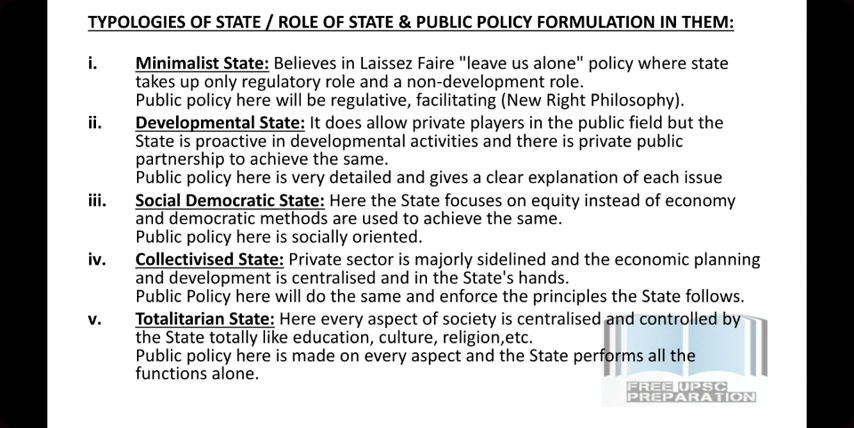 TYPOLOGIES OF STATE / ROLE OF STATE & PUBLIC POLICY FORMULATION IN THEM:
i. Minimalist State: Believes in Laissez Faire "leave us alone" policy where state
takes up only regulatory role and a non-development role.
Public policy here will be regulative, facilitating (New Right Philosophy).
ii. Developmental State: It does allow private players in the public field but the
State is proactive in developmental activities and there is private public
partnership to achieve the same.
Public policy here is very detailed and gives a clear explanation of each issue
iii. Social Democratic State: Here the State focuses on equity instead of economy
and democratic methods are used to achieve the same.
Public policy here is socially oriented.
iv. Collectivised State: Private sector is majorly sidelined and the economic planning
and development is centralised and in the State's hands.
Public Policy here will do the same and enforce the principles the State follows.
v. Totalitarian State: Here every aspect of society is centralised and controlled by
the State totally like education, culture, religion,etc.
Public policy here is made on every aspect and the State performs all the
functions alone.
FREE UPSC
PREPARATION